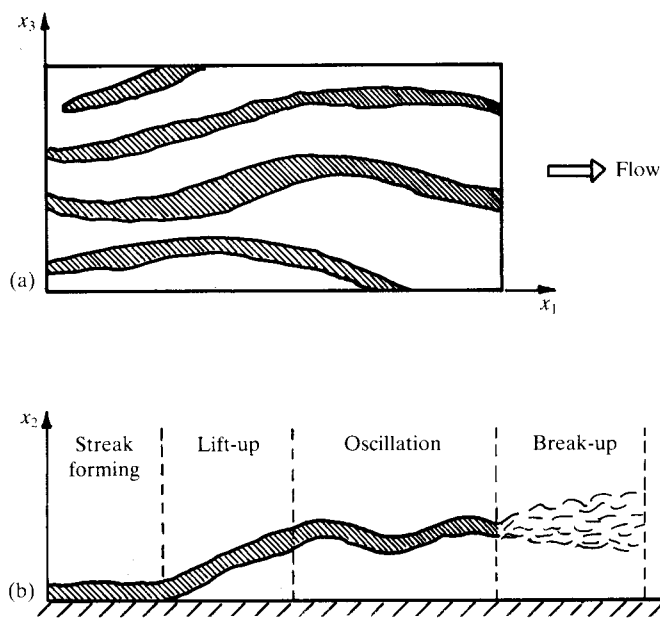 x₃
Flow
(a)
x₁
x₂
Streak
forming
Lift-up
Oscillation
Break-up
(b)